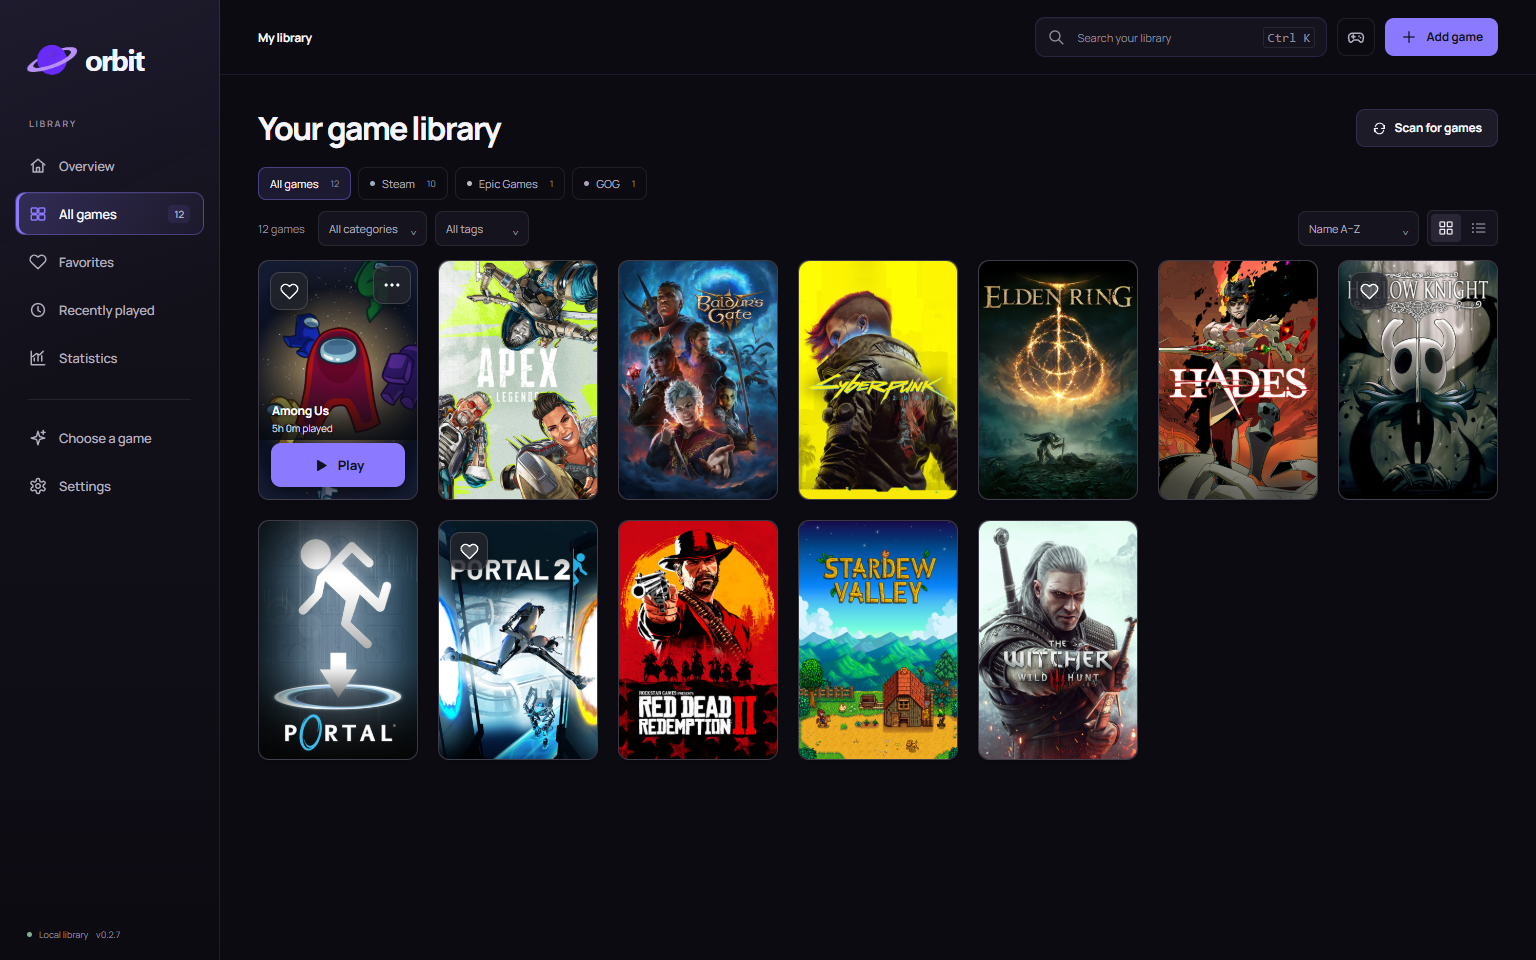 orbit
LIBRARY
Overview
All games 12
Favorites
Recently played
Statistics
Choose a game
Settings
Local library v0.2.7
My library
Search your library Ctrl K
Add game
Your game library
Scan for games
All games 12
Steam 10
Epic Games 1
GOG 1
12 games
All categories
All tags
Name A-Z
Among Us
5h 0m played
Play
APEX
LEGENDS
Baldur's
Gate
CYBERPUNK
ELDEN RING
HADES
LOW KNIGHT
PORTAL
PORTAL 2
ROCKSTAR GAMES PRESENTS
RED DEAD
REDEMPTION II
STARDEW
VALLEY
THE
WITCHER
WILD HUNT